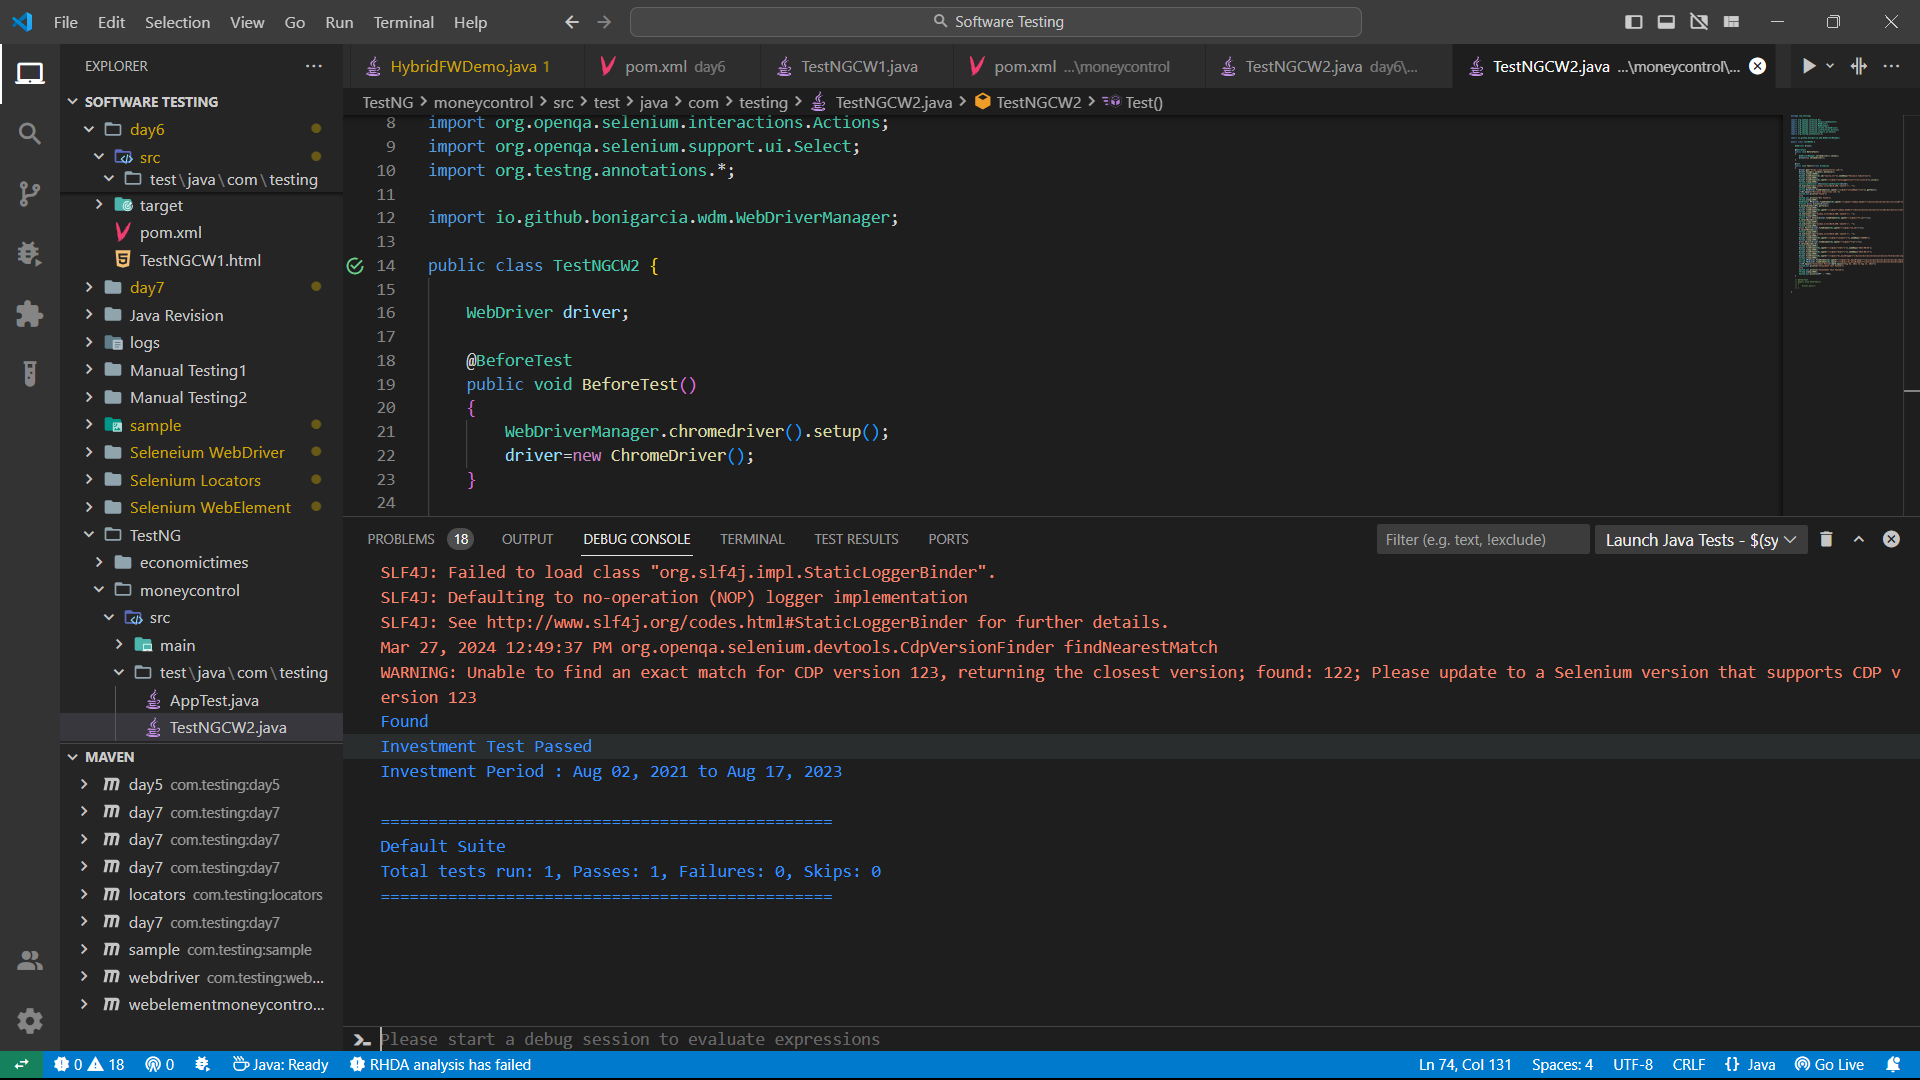 File Edit Selection View Go Run Terminal Help
Software Testing
EXPLORER
HybridFWDemo.java 1
pom.xml day6
TestNGCW1.java
pom.xml ...\moneycontrol
TestNGCW2.java day6\...
TestNGCW2.java ...\moneycontrol\...
SOFTWARE TESTING
day6
src
test\java\com\testing
target
pom.xml
TestNGCW1.html
day7
Java Revision
logs
Manual Testing1
Manual Testing2
sample
Seleneium WebDriver
Selenium Locators
Selenium WebElement
TestNG
economictimes
moneycontrol
src
main
test\java\com\testing
AppTest.java
TestNGCW2.java
MAVEN
day5 com.testing:day5
day7 com.testing:day7
day7 com.testing:day7
day7 com.testing:day7
locators com.testing:locators
day7 com.testing:day7
sample com.testing:sample
webdriver com.testing:web...
webelementmoneycontro...
TestNG > moneycontrol > src > test > java > com > testing > TestNGCW2.java > TestNGCW2 > Test()
8 import org.openqa.selenium.interactions.Actions;
9 import org.openqa.selenium.support.ui.Select;
10 import org.testng.annotations.*;
11
12 import io.github.bonigarcia.wdm.WebDriverManager;
13
14 public class TestNGCW2 {
15
16 WebDriver driver;
17
18 @BeforeTest
19 public void BeforeTest()
20 {
21 WebDriverManager.chromedriver().setup();
22 driver=new ChromeDriver();
23 }
24
PROBLEMS 18 OUTPUT DEBUG CONSOLE TERMINAL TEST RESULTS PORTS
Filter (e.g. text, !exclude)
Launch Java Tests - $(sy
SLF4J: Failed to load class "org.slf4j.impl.StaticLoggerBinder".
SLF4J: Defaulting to no-operation (NOP) logger implementation
SLF4J: See http://www.slf4j.org/codes.html#StaticLoggerBinder for further details.
Mar 27, 2024 12:49:37 PM org.openqa.selenium.devtools.CdpVersionFinder findNearestMatch
WARNING: Unable to find an exact match for CDP version 123, returning the closest version; found: 122; Please update to a Selenium version that supports CDP v
ersion 123
Found
Investment Test Passed
Investment Period : Aug 02, 2021 to Aug 17, 2023
===============================================
Default Suite
Total tests run: 1, Passes: 1, Failures: 0, Skips: 0
===============================================
Please start a debug session to evaluate expressions
0 18 0 Java: Ready RHDA analysis has failed
Ln 74, Col 131 Spaces: 4 UTF-8 CRLF {} Java Go Live